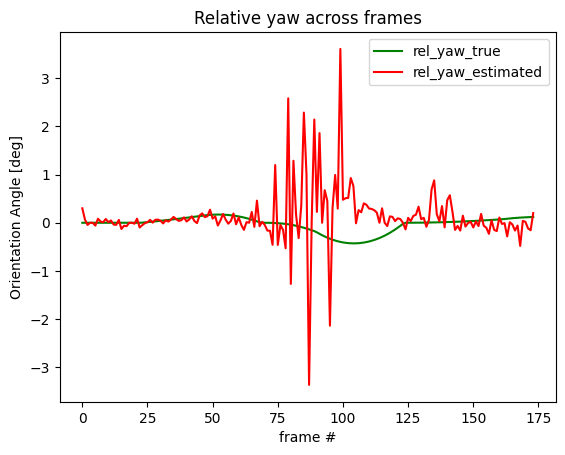 Relative yaw across frames
rel_yaw_true
rel_yaw_estimated
Orientation Angle [deg]
3
2
1
0
−1
−2
−3
0 25 50 75 100 125 150 175
frame #